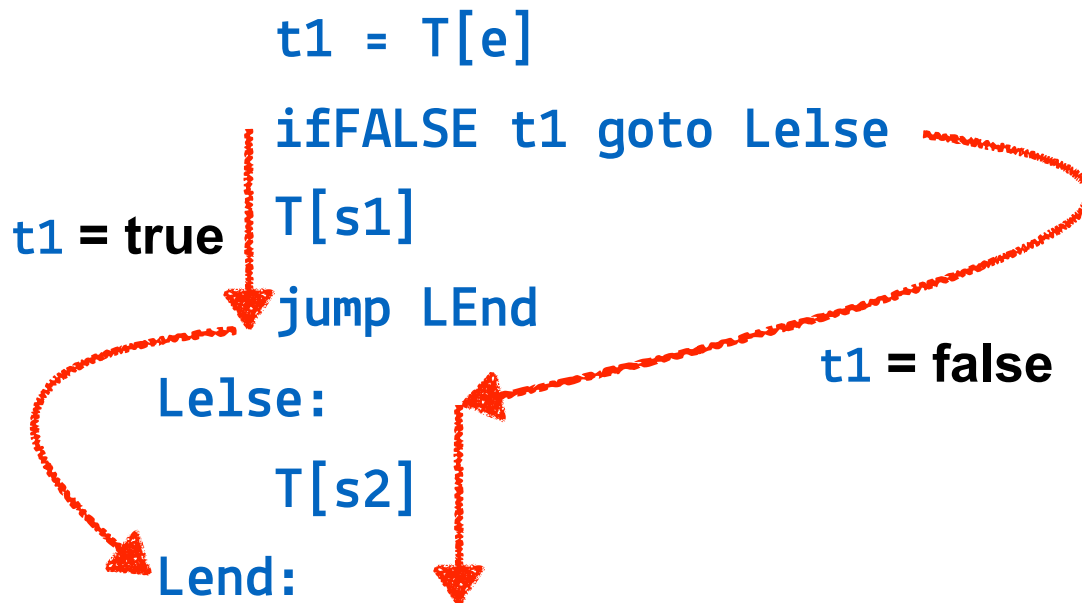 t1 = T[e]
ifFALSE t1 goto Lelse
T[s1]
t1 = true
jump LEnd
t1 = false
Lelse:
T[s2]
Lend: